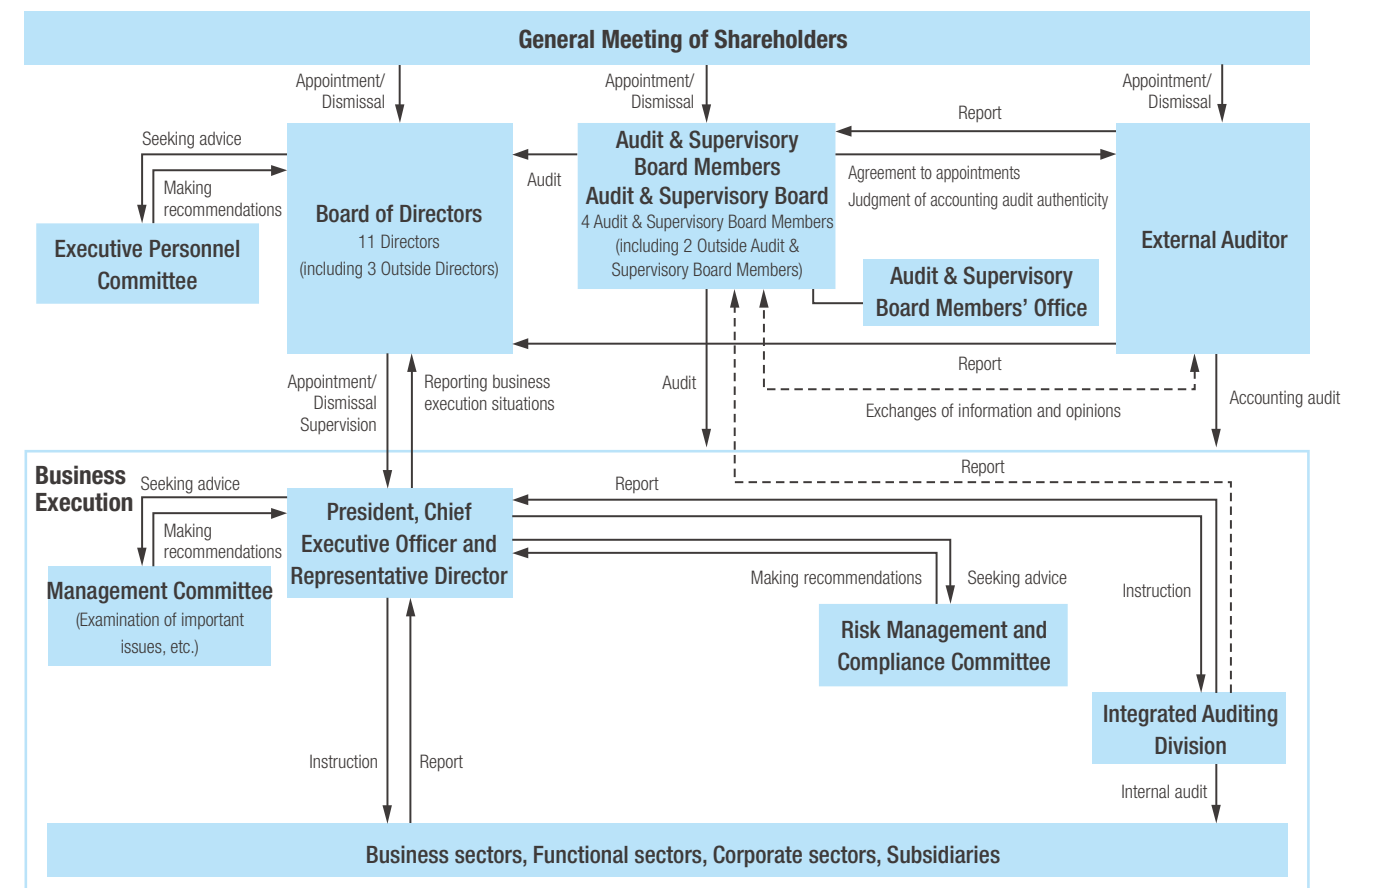 General Meeting of Shareholders
Appointment/
Dismissal
Appointment/
Dismissal
Appointment/
Dismissal
Seeking advice
Making
recommendations
Executive Personnel
Committee
Board of Directors
11 Directors
(including 3 Outside Directors)
Audit
Audit & Supervisory
Board Members
Audit & Supervisory Board
4 Audit & Supervisory Board Members
(including 2 Outside Audit &
Supervisory Board Members)
Report
Agreement to appointments
Judgment of accounting audit authenticity
External Auditor
Audit & Supervisory
Board Members’ Office
Report
Exchanges of information and opinions
Accounting audit
Appointment/
Dismissal
Supervision
Reporting business
execution situations
Audit
Business
Execution
Seeking advice
Making
recommendations
Management Committee
(Examination of important
issues, etc.)
President, Chief
Executive Officer and
Representative Director
Report
Report
Making recommendations
Seeking advice
Risk Management and
Compliance Committee
Instruction
Integrated Auditing
Division
Internal audit
Instruction
Report
Business sectors, Functional sectors, Corporate sectors, Subsidiaries